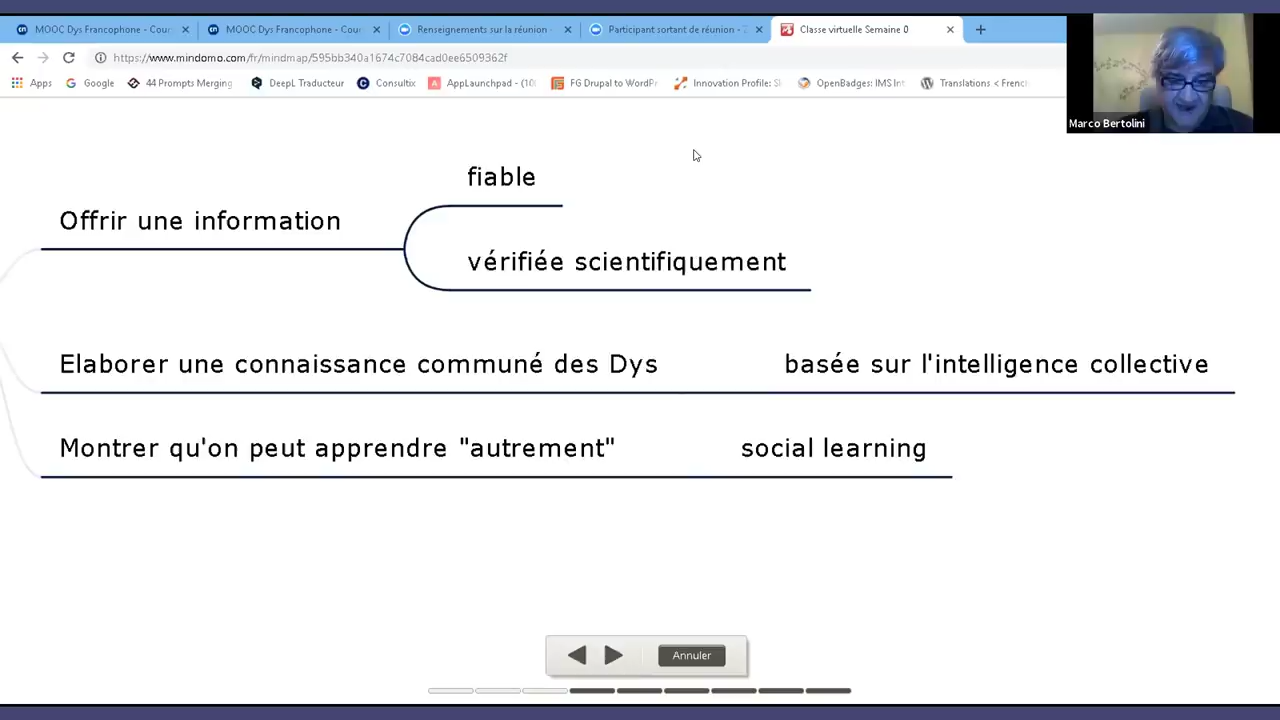 MOOC Dys Francophone - Cour
MOOC Dys Francophone - Cour
Renseignements sur la réunion -
Participant sortant de réunion - Z
Classe virtuelle Semaine 0
https://www.mindomo.com/fr/mindmap/595bb340a1674c7084cad0ee6509362f
Apps
Google
44 Prompts Merging
DeepL Traducteur
Consultix
AppLaunchpad - (10
FG Drupal to WordPr
Innovation Profile: Sk
OpenBadges: IMS Int
Translations < Frenc
Marco Bertolini
fiable
Offrir une information
vérifiée scientifiquement
Elaborer une connaissance communé des Dys basée sur l'intelligence collective
Montrer qu'on peut apprendre "autrement" social learning
Annuler